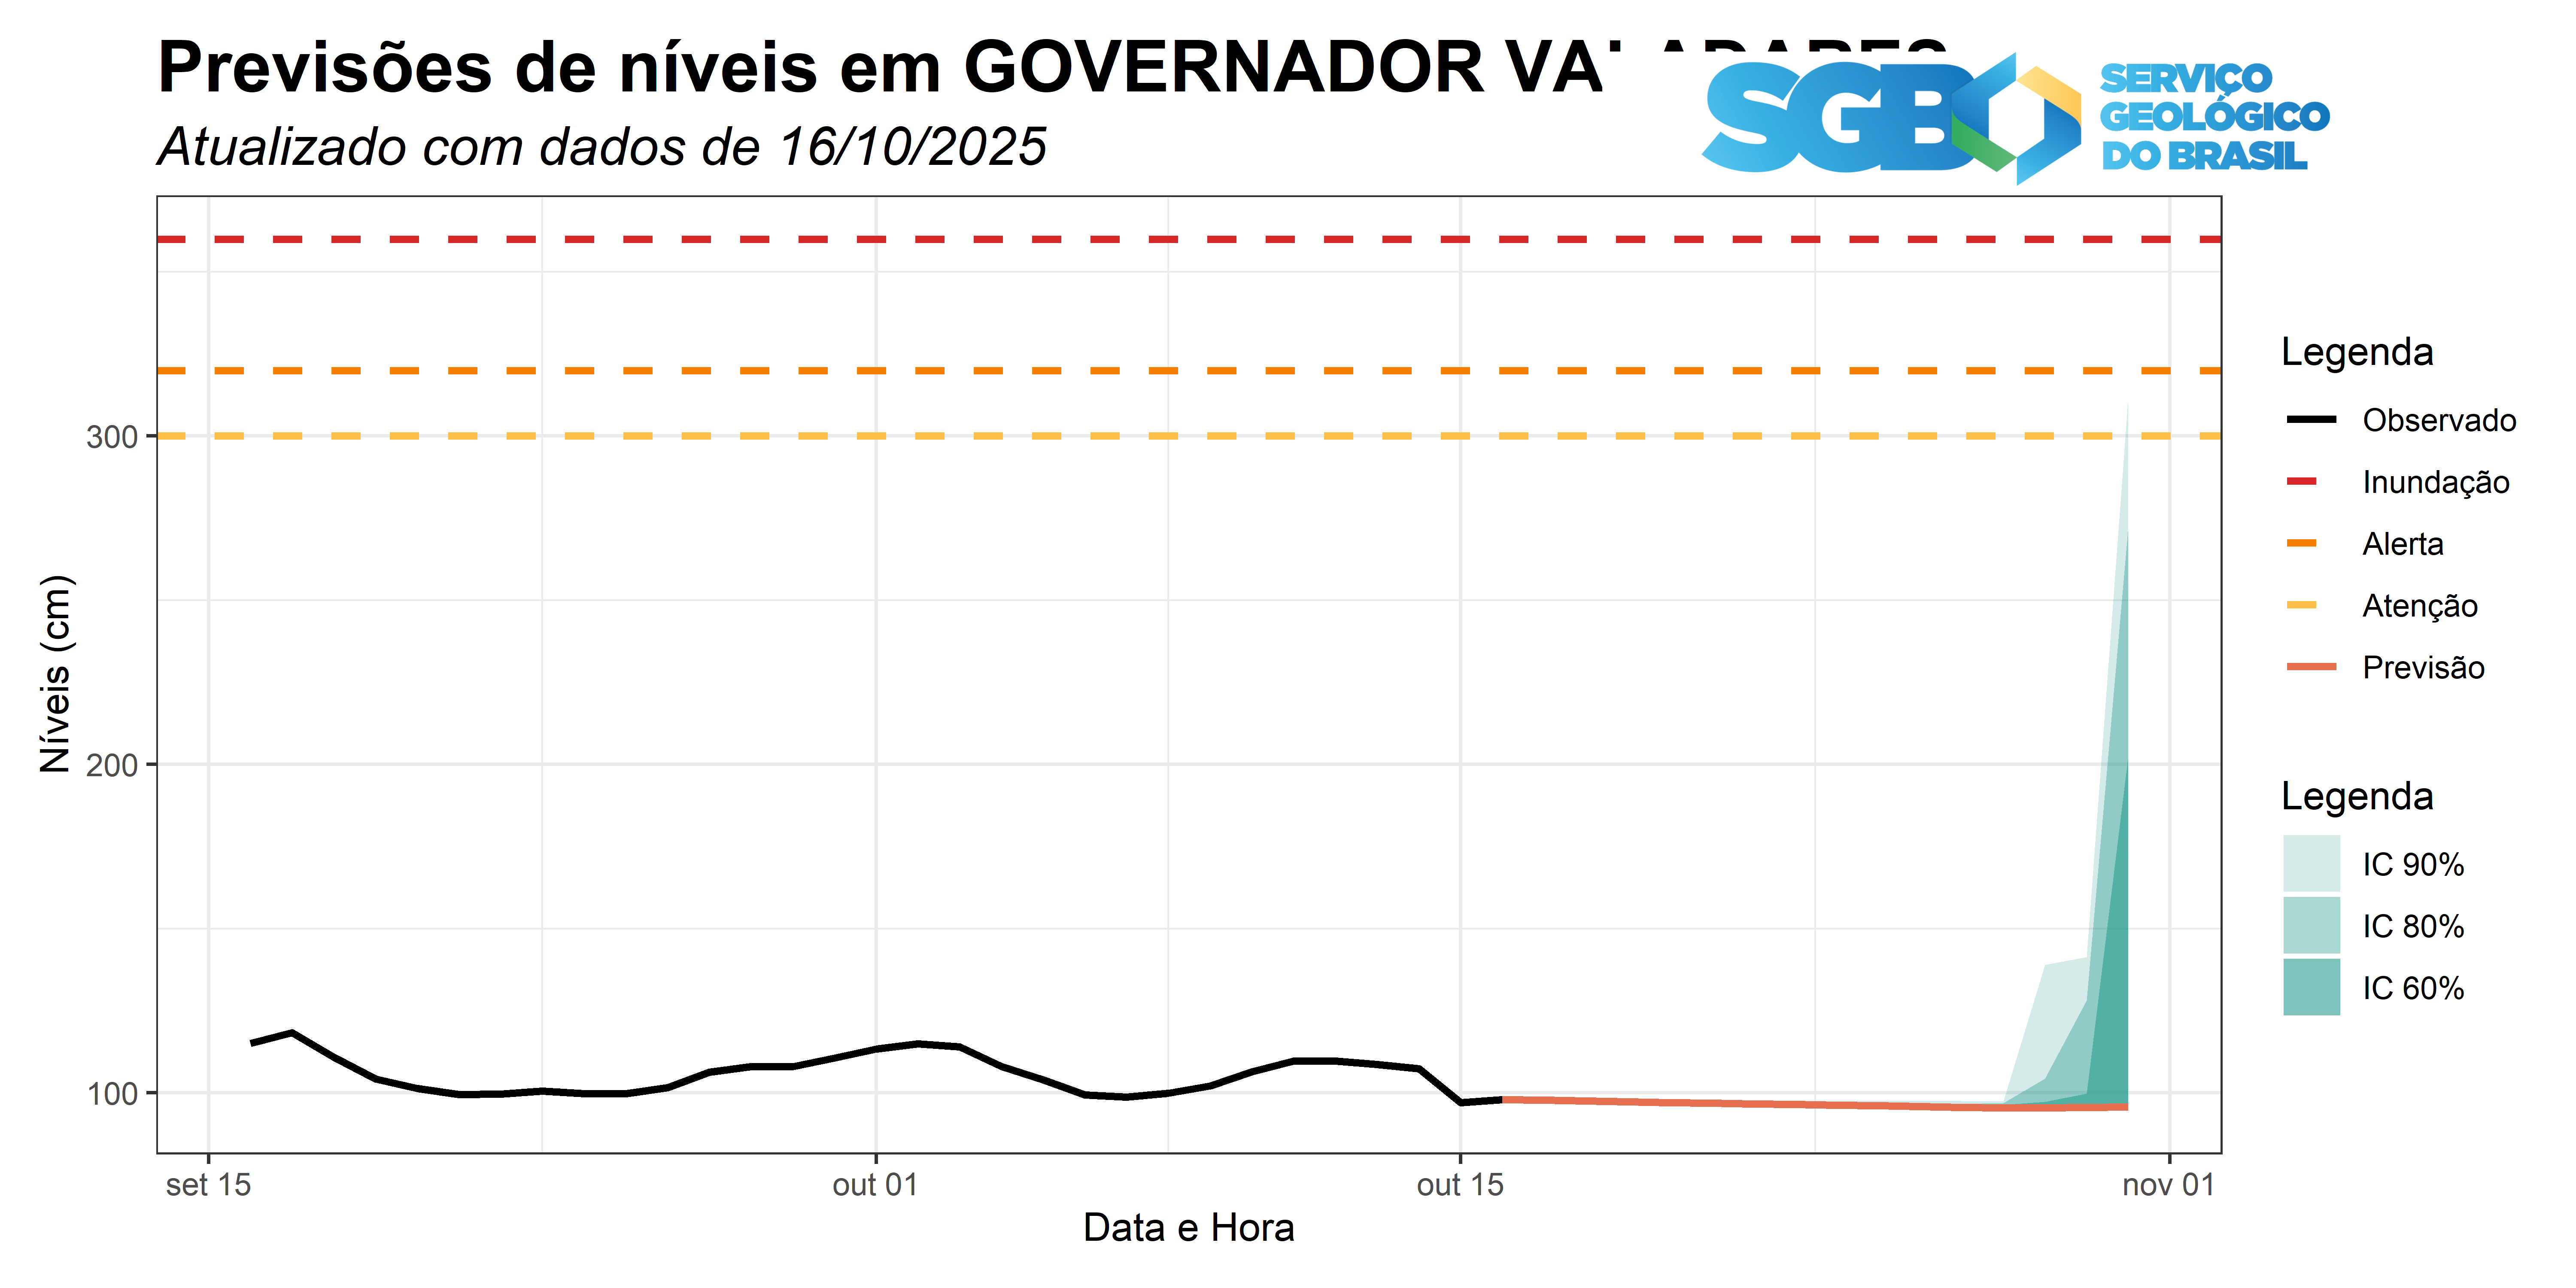 Previsões de níveis em GOVERNADOR
Atualizado com dados de 16/10/2025
SGB
SERVIÇO
GEOLÓGICO
DO BRASIL
Níveis (cm)
300
200
100
set 15
out 01
out 15
nov 01
Data e Hora
Legenda
Observado
Inundação
Alerta
Atenção
Previsão
Legenda
IC 90%
IC 80%
IC 60%